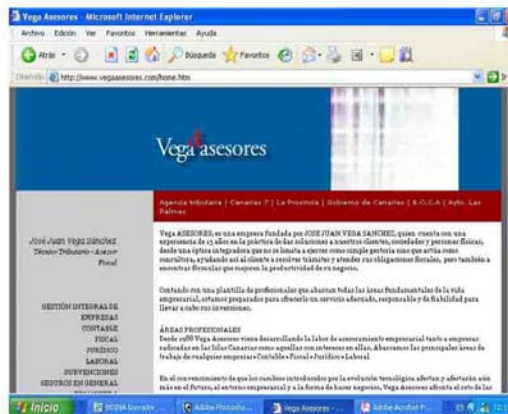 Vega Asesores - Microsoft Internet Explorer
Archivo Edición Ver Favoritos Herramientas Ayuda
Atrás Búsqueda Favoritos
Dirección http://www.vegaasesores.com/home.htm
Vega asesores
Agencia tributaria | Canarias 7 | La Provincia | Gobierno de Canarias | B.O.C.A | Ayto. Las
Palmas
José Juan Vega Sánchez
Técnico Tributario - Asesor
Fiscal
GESTIÓN INTEGRAL DE
EMPRESAS
CONTABLE
FISCAL
JURÍDICO
LABORAL
SUBVENCIONES
SEGUROS EN GENERAL
Vega ASESORES, es una empresa fundada por JOSE JUAN VEGA SANCHEZ, quien cuenta con una
experiencia de 15 años en la práctica de dar soluciones a nuestros clientes, sociedades y personas físicas,
desde una óptica integradora que no se limita a ejercer como simple gestoría sino que actúa como
consultora, ayudando así al cliente a resolver trámites y atender sus obligaciones fiscales, pero también a
encontrar fórmulas que mejoren la productividad de su negocio.
Contando con una plantilla de profesionales que abarcan todas las áreas fundamentales de la vida
empresarial, estamos preparados para ofrecerle un servicio adecuado, responsable y de fiabilidad para
llevar a cabo sus inversiones.
ÁREAS PROFESIONALES
Desde 1988 Vega Asesores viene desarrollando la labor de asesoramiento empresarial tanto a empresas
radicadas en las Islas Canarias como aquellas con intereses en ellas. Abarcamos las principales áreas de
trabajo de cualquier empresa: Contable • Fiscal • Jurídico • Laboral.
En el convencimiento de que los cambios introducidos por la evolución tecnológica afectan y afectarán aún
más en el futuro, al entorno empresarial y a la forma de hacer negocios, Vega Asesores afronta el reto de las
Inicio
Adobe Photosho...
Vega Asesores - ...
Adobe Acrobat P...
ES